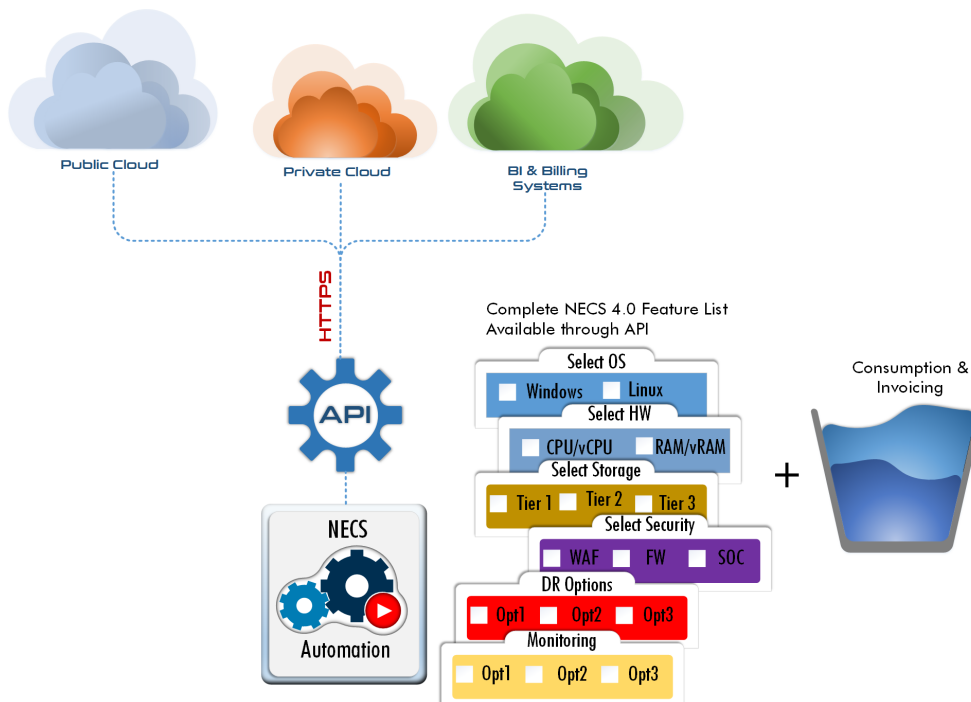 Public Cloud
Private Cloud
BI & Billing
Systems
HTTPS
API
NECS
Automation
Complete NECS 4.0 Feature List
Available through API
Select OS
Windows
Linux
Select HW
CPU/vCPU
RAM/vRAM
Select Storage
Tier 1
Tier 2
Tier 3
Select Security
WAF
FW
SOC
DR Options
Opt1
Opt2
Opt3
Monitoring
Opt1
Opt2
Opt3
+
Consumption &
Invoicing